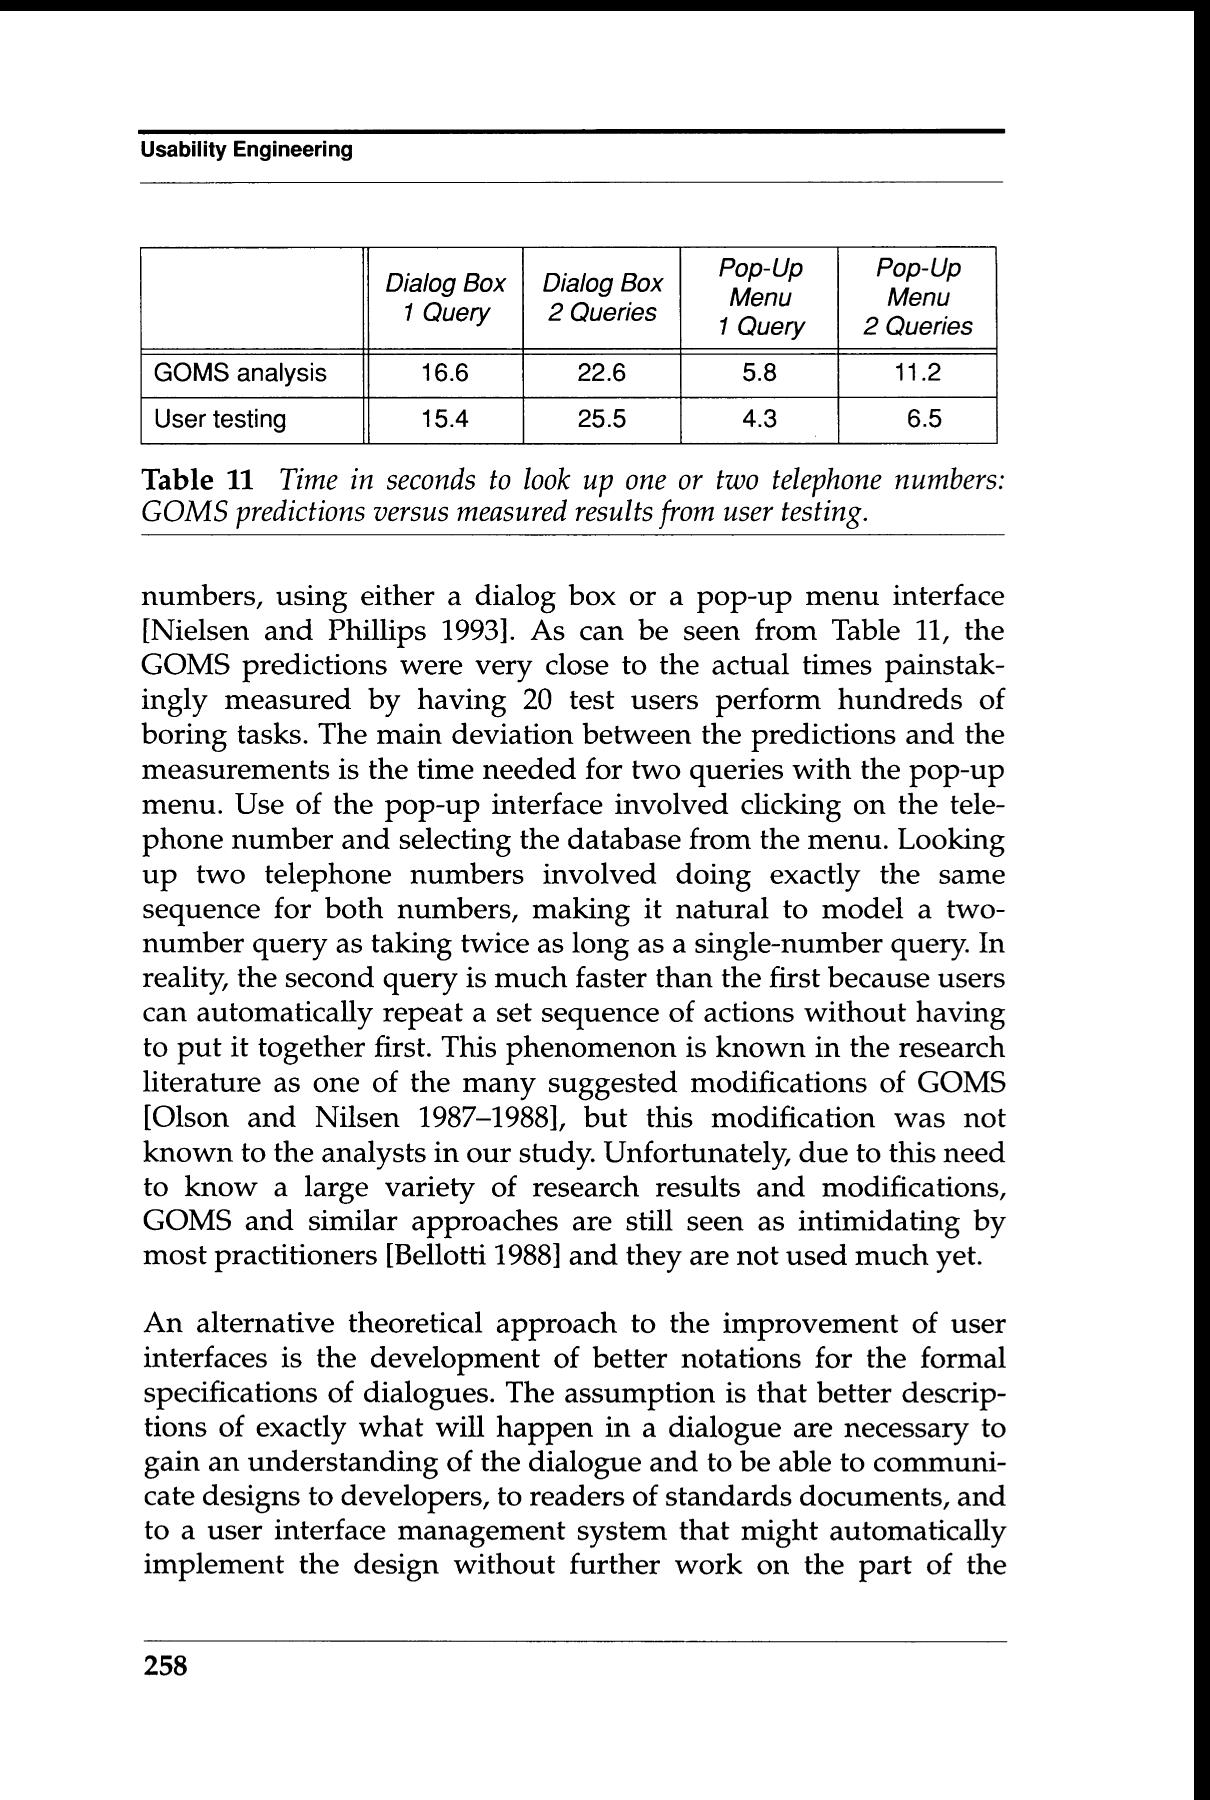 Usability Engineering
Dialog Box 1 Query	Dialog Box 2 Queries	Pop-Up Menu 1 Query	Pop-Up Menu 2 Queries
GOMS analysis	16.6	22.6	5.8	11.2
User testing	15.4	25.5	4.3	6.5
Table 11 Time in seconds to look up one or two telephone numbers:
GOMS predictions versus measured results from user testing.
numbers, using either a dialog box or a pop-up menu interface
[Nielsen and Phillips 1993]. As can be seen from Table 11, the
GOMS predictions were very close to the actual times painstak-
ingly measured by having 20 test users perform hundreds of
boring tasks. The main deviation between the predictions and the
measurements is the time needed for two queries with the pop-up
menu. Use of the pop-up interface involved clicking on the tele-
phone number and selecting the database from the menu. Looking
up two telephone numbers involved doing exactly the same
sequence for both numbers, making it natural to model a two-
number query as taking twice as long as a single-number query. In
reality, the second query is much faster than the first because users
can automatically repeat a set sequence of actions without having
to put it together first. This phenomenon is known in the research
literature as one of the many suggested modifications of GOMS
[Olson and Nilsen 1987–1988], but this modification was not
known to the analysts in our study. Unfortunately, due to this need
to know a large variety of research results and modifications,
GOMS and similar approaches are still seen as intimidating by
most practitioners [Bellotti 1988] and they are not used much yet.
An alternative theoretical approach to the improvement of user
interfaces is the development of better notations for the formal
specifications of dialogues. The assumption is that better descrip-
tions of exactly what will happen in a dialogue are necessary to
gain an understanding of the dialogue and to be able to communi-
cate designs to developers, to readers of standards documents, and
to a user interface management system that might automatically
implement the design without further work on the part of the
258